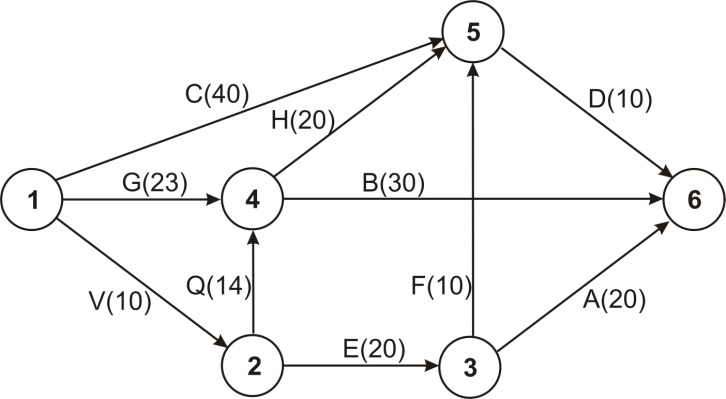 5
C(40)
D(10)
H(20)
G(23)
B(30)
1
4
6
V(10)
Q(14)
F(10)
A(20)
E(20)
2
3